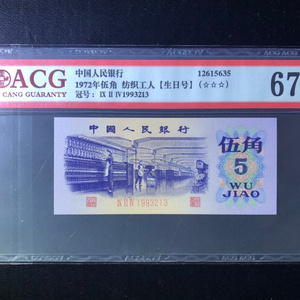 ACG
CANG GUARANTY
中国人民银行
12615635
1972年伍角 纺织工人【生日号】(☆☆☆)
冠号: IX II IV 1993213
67
中国人民银行
伍角
5
WU
JIAO
IX II IV 1993213